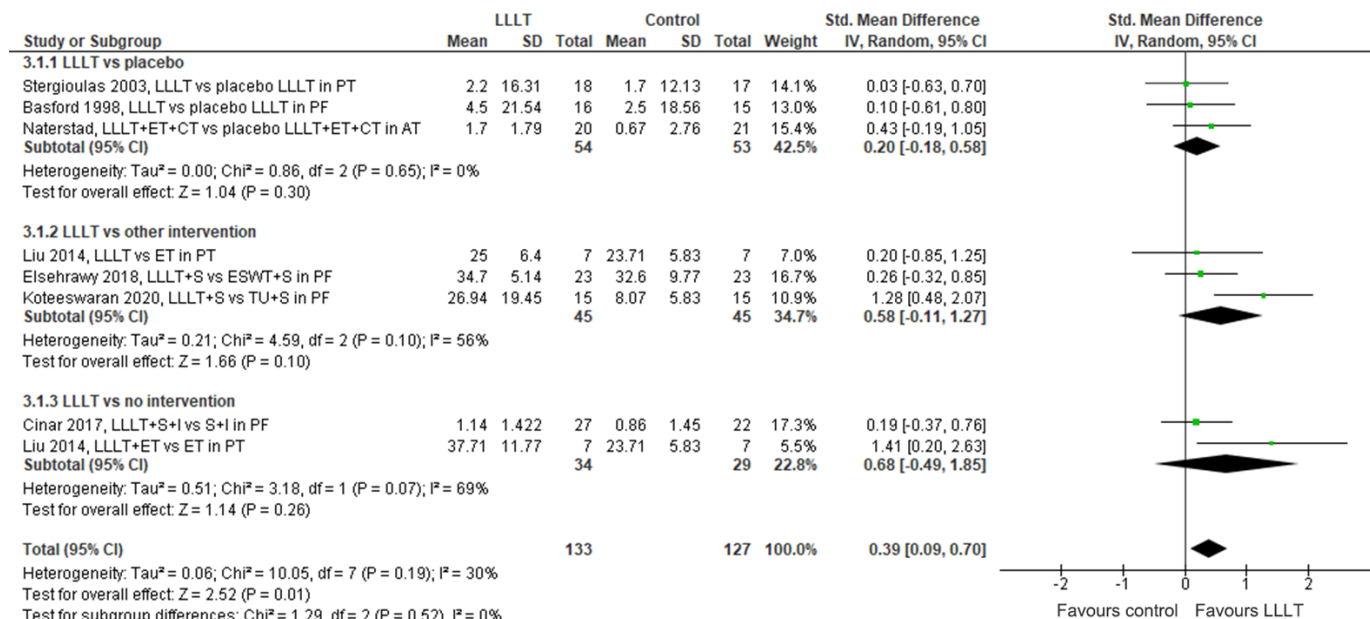 LLLT Control Std. Mean Difference Std. Mean Difference
Study or Subgroup Mean SD Total Mean SD Total Weight IV, Random, 95% CI IV, Random, 95% CI
3.1.1 LLLT vs placebo
Stergioulas 2003, LLLT vs placebo LLLT in PT 2.2 16.31 18 1.7 12.13 17 14.1% 0.03 [-0.63, 0.70]
Basford 1998, LLLT vs placebo LLLT in PF 4.5 21.54 16 2.5 18.56 15 13.0% 0.10 [-0.61, 0.80]
Naterstad, LLLT+ET+CT vs placebo LLLT+ET+CT in AT 1.7 1.79 20 0.67 2.76 21 15.4% 0.43 [-0.19, 1.05]
Subtotal (95% CI) 54 53 42.5% 0.20 [-0.18, 0.58]
Heterogeneity: Tau² = 0.00; Chi² = 0.86, df = 2 (P = 0.65); I² = 0%
Test for overall effect: Z = 1.04 (P = 0.30)
3.1.2 LLLT vs other intervention
Liu 2014, LLLT vs ET in PT 25 6.4 7 23.71 5.83 7 7.0% 0.20 [-0.85, 1.25]
Elsehrawy 2018, LLLT+S vs ESWT+S in PF 34.7 5.14 23 32.6 9.77 23 16.7% 0.26 [-0.32, 0.85]
Koteeswaran 2020, LLLT+S vs TU+S in PF 26.94 19.45 15 8.07 5.83 15 10.9% 1.28 [0.48, 2.07]
Subtotal (95% CI) 45 45 34.7% 0.58 [-0.11, 1.27]
Heterogeneity: Tau² = 0.21; Chi² = 4.59, df = 2 (P = 0.10); I² = 56%
Test for overall effect: Z = 1.66 (P = 0.10)
3.1.3 LLLT vs no intervention
Cinar 2017, LLLT+S+I vs S+I in PF 1.14 1.422 27 0.86 1.45 22 17.3% 0.19 [-0.37, 0.76]
Liu 2014, LLLT+ET vs ET in PT 37.71 11.77 7 23.71 5.83 7 5.5% 1.41 [0.20, 2.63]
Subtotal (95% CI) 34 29 22.8% 0.68 [-0.49, 1.85]
Heterogeneity: Tau² = 0.51; Chi² = 3.18, df = 1 (P = 0.07); I² = 69%
Test for overall effect: Z = 1.14 (P = 0.26)
Total (95% CI) 133 127 100.0% 0.39 [0.09, 0.70]
Heterogeneity: Tau² = 0.06; Chi² = 10.05, df = 7 (P = 0.19); I² = 30%
Test for overall effect: Z = 2.52 (P = 0.01)
Test for subgroup differences: Chi² = 1.29, df = 2 (P = 0.52), I² = 0%
-2 -1 0 1 2
Favours control Favours LLLT